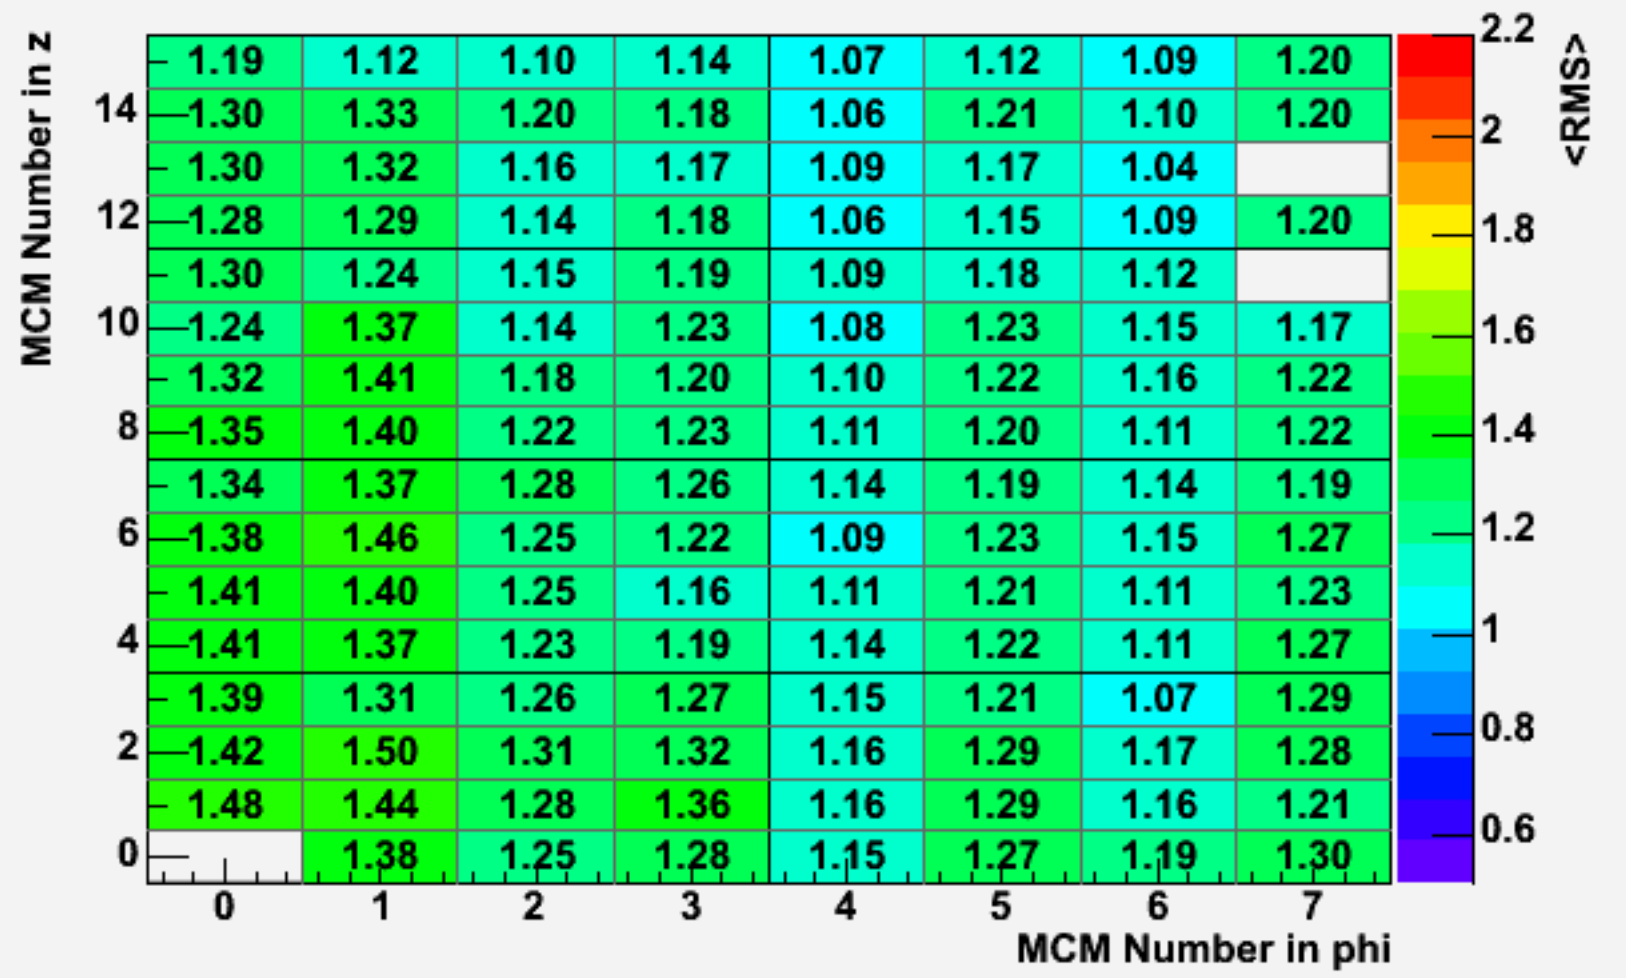 MCM Number in z
1.19 1.12 1.10 1.14 1.07 1.12 1.09 1.20
14 1.30 1.33 1.20 1.18 1.06 1.21 1.10 1.20
1.30 1.32 1.16 1.17 1.09 1.17 1.04
12 1.28 1.29 1.14 1.18 1.06 1.15 1.09 1.20
1.30 1.24 1.15 1.19 1.09 1.18 1.12
10 1.24 1.37 1.14 1.23 1.08 1.23 1.15 1.17
1.32 1.41 1.18 1.20 1.10 1.22 1.16 1.22
8 1.35 1.40 1.22 1.23 1.11 1.20 1.11 1.22
1.34 1.37 1.28 1.26 1.14 1.19 1.14 1.19
6 1.38 1.46 1.25 1.22 1.09 1.23 1.15 1.27
1.41 1.40 1.25 1.16 1.11 1.21 1.11 1.23
4 1.41 1.37 1.23 1.19 1.14 1.22 1.11 1.27
1.39 1.31 1.26 1.27 1.15 1.21 1.07 1.29
2 1.42 1.50 1.31 1.32 1.16 1.29 1.17 1.28
1.48 1.44 1.28 1.36 1.16 1.29 1.16 1.21
0 1.38 1.25 1.28 1.15 1.27 1.19 1.30
0 1 2 3 4 5 6 7
MCM Number in phi
2.2
2
1.8
1.6
1.4
1.2
1
0.8
0.6
<RMS>